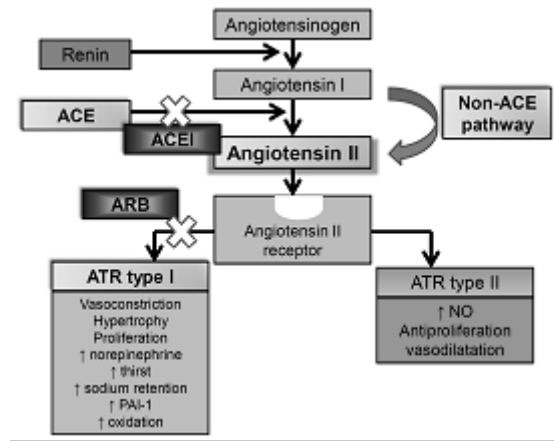 Angiotensinogen
Renin
Angiotensin I
ACE
ACEI
Non-ACE
pathway
Angiotensin II
ARB
Angiotensin II
receptor
ATR type I
Vasoconstriction
Hypertrophy
Proliferation
↑ norepinephrine
↑ thirst
↑ sodium retention
↑ PAI-1
↑ oxidation
ATR type II
↑ NO
Antiproliferation
vasodilatation